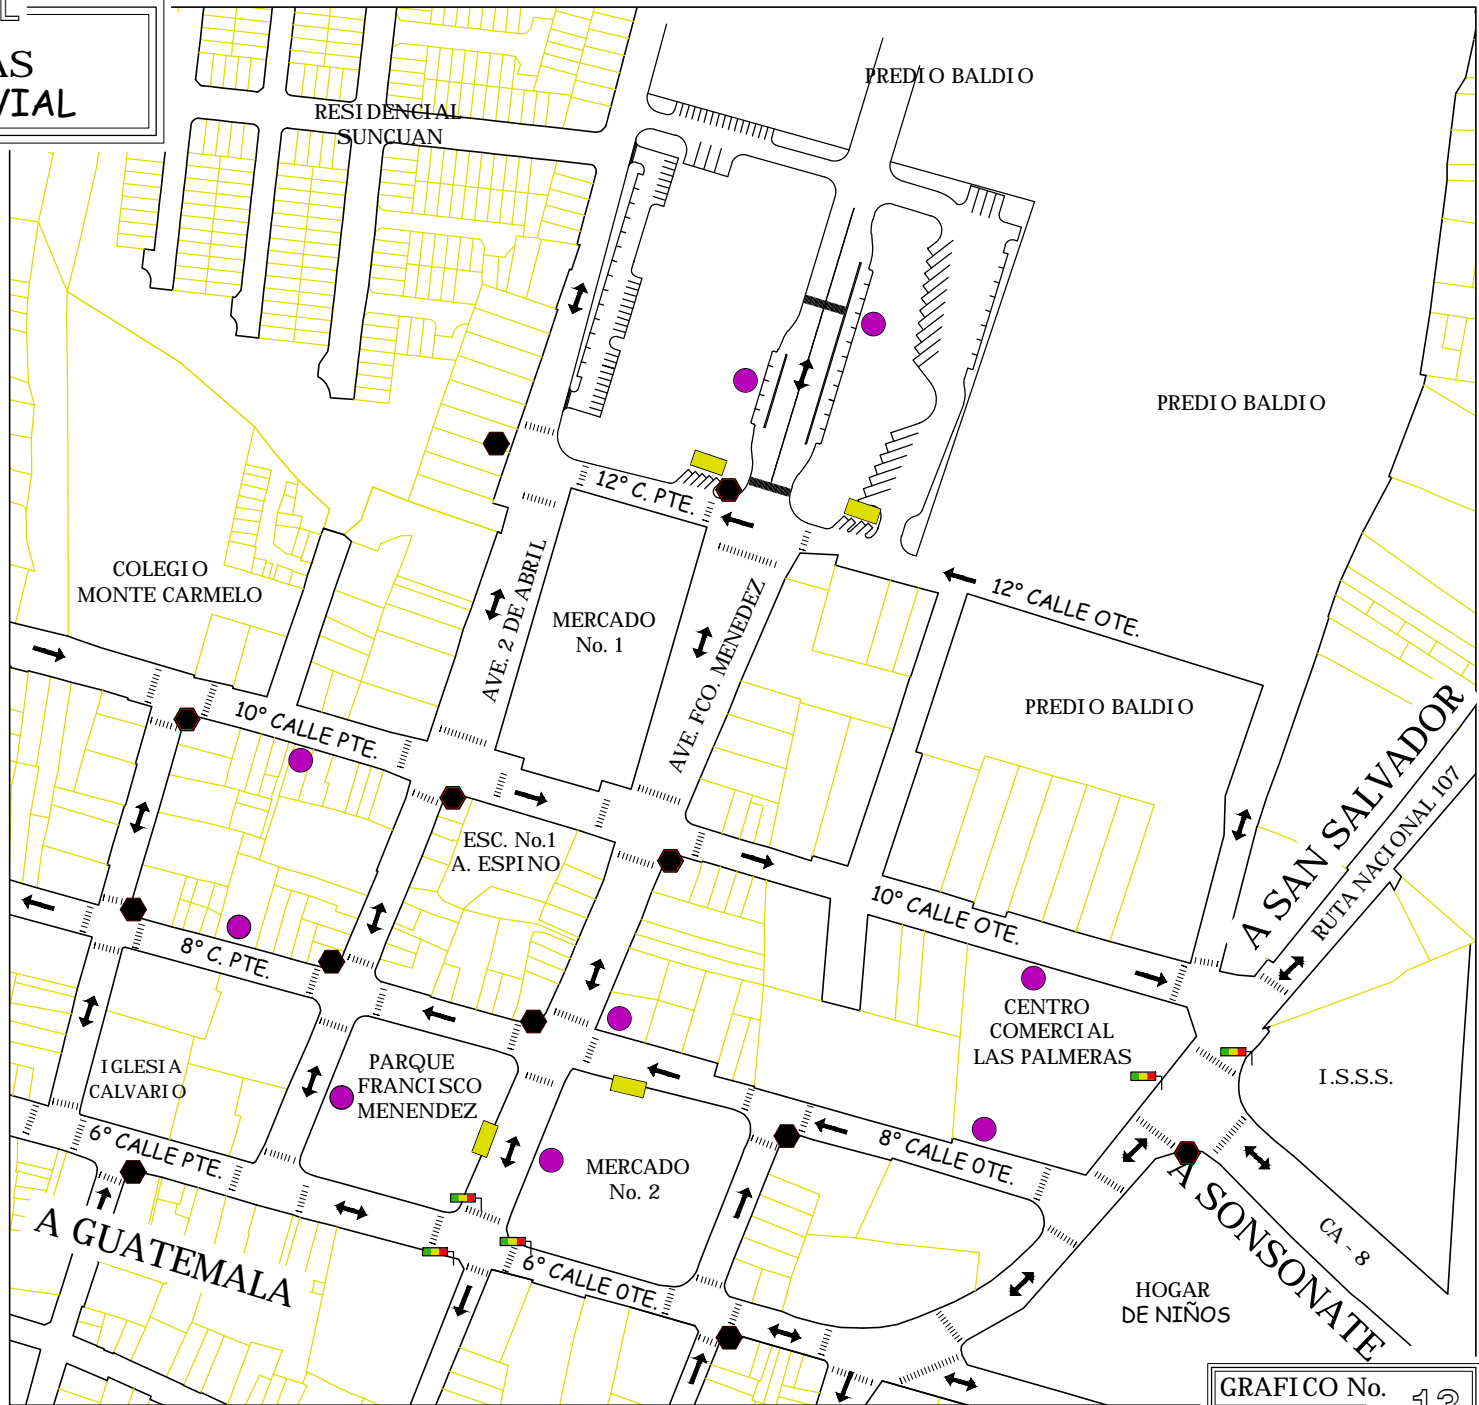 AS
VIAL
PREDIO BALDIO
RESIDENCIAL
SUNCUAN
PREDIO BALDIO
12° C. PTE.
COLEGIO
MONTE CARMELO
AVE. 2 DE ABRIL
MERCADO
No. 1
AVE. FCO. MENEDEZ
12° CALLE OTE.
PREDIO BALDIO
10° CALLE PTE.
A SAN SALVADOR
RUTA NACIONAL 107
ESC. No.1
A. ESPINO
10° CALLE OTE.
8° C. PTE.
CENTRO
COMERCIAL
LAS PALMERAS
IGLESIA
CALVARIO
PARQUE
FRANCISCO
MENENDEZ
I.S.S.S.
6° CALLE PTE.
8° CALLE OTE.
MERCADO
No. 2
A GUATEMALA
A SONSONATE
CA - 8
6° CALLE OTE.
HOGAR
DE NIÑOS
GRAFICO No.
13